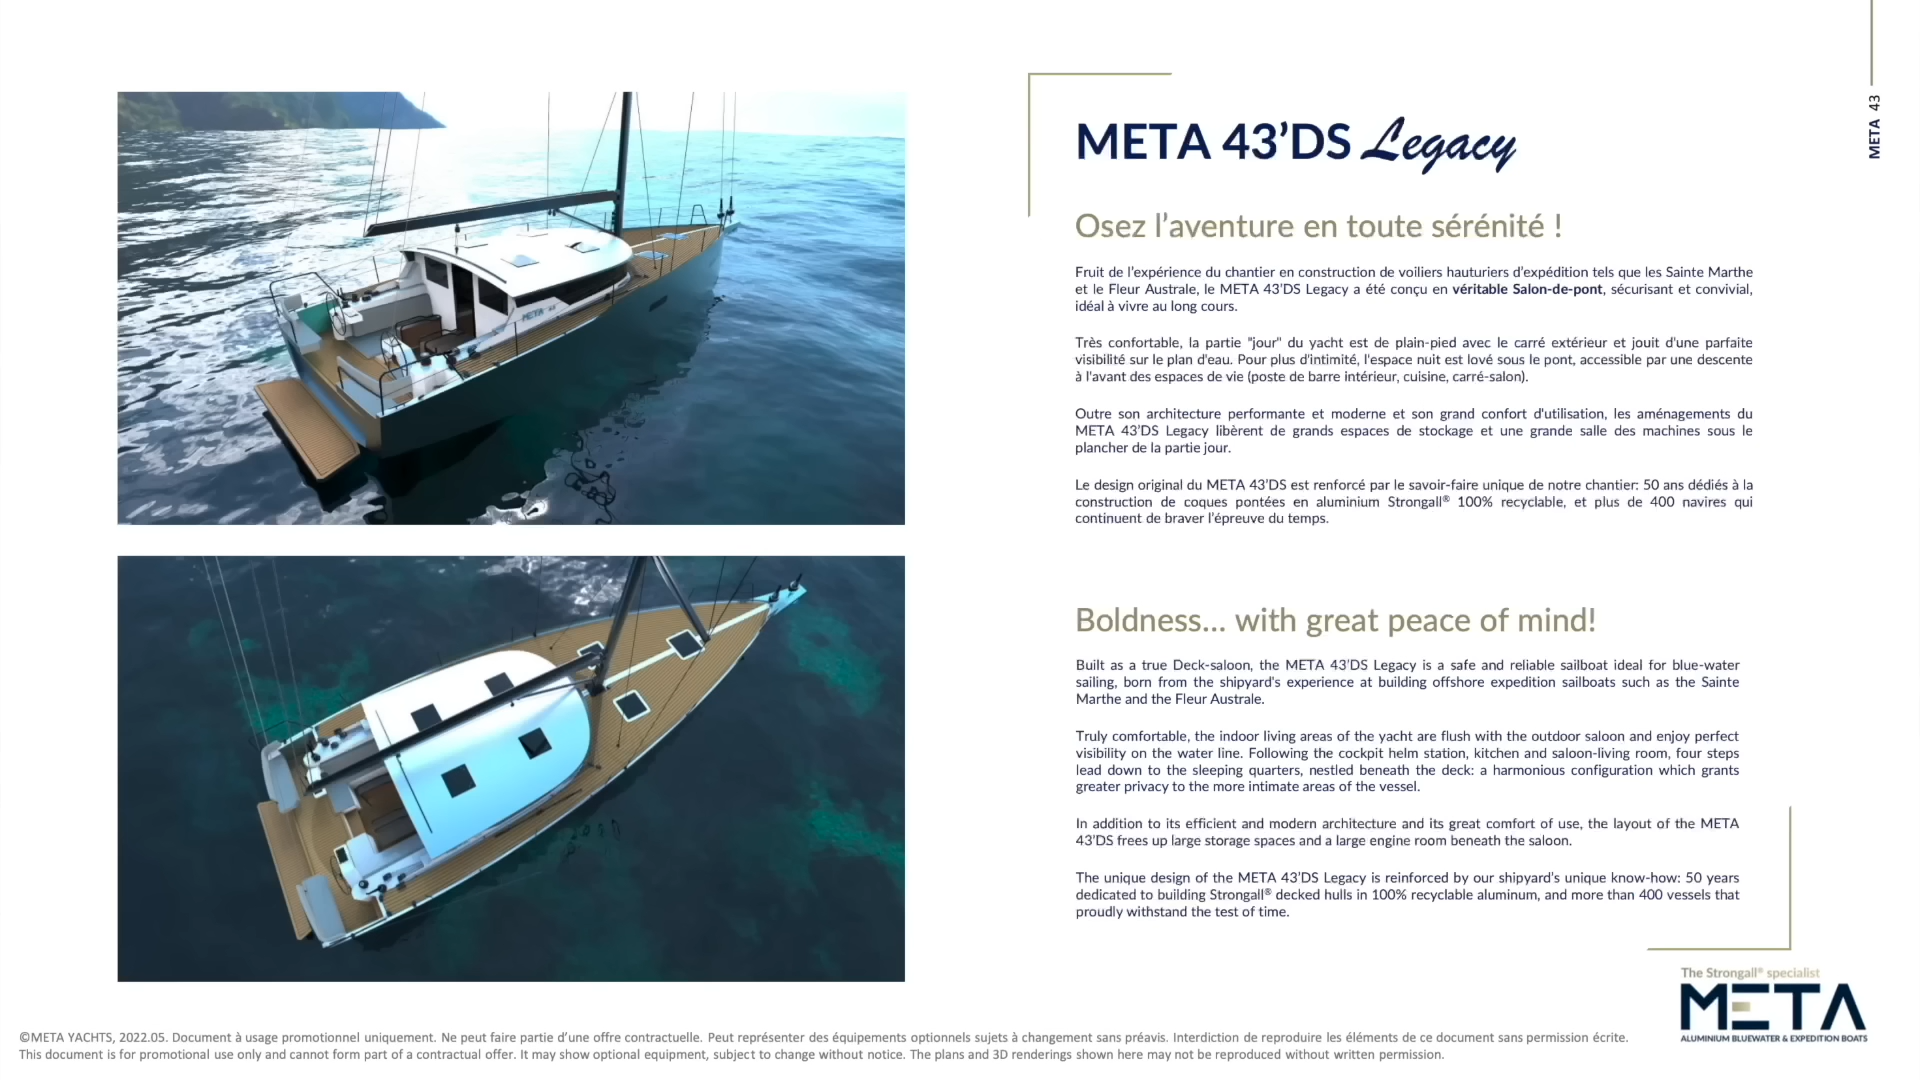 META 43
META 43’DS Legacy
Osez l’aventure en toute sérénité !
Fruit de l’expérience du chantier en construction de voiliers hauturiers d’expédition tels que les Sainte Marthe
et le Fleur Australe, le META 43’DS Legacy a été conçu en véritable Salon-de-pont, sécurisant et convivial,
idéal à vivre au long cours.
Très confortable, la partie "jour" du yacht est de plain-pied avec le carré extérieur et jouit d'une parfaite
visibilité sur le plan d'eau. Pour plus d'intimité, l'espace nuit est lové sous le pont, accessible par une descente
à l'avant des espaces de vie (poste de barre intérieur, cuisine, carré-salon).
Outre son architecture performante et moderne et son grand confort d'utilisation, les aménagements du
META 43’DS Legacy libèrent de grands espaces de stockage et une grande salle des machines sous le
plancher de la partie jour.
Le design original du META 43’DS est renforcé par le savoir-faire unique de notre chantier: 50 ans dédiés à la
construction de coques pontées en aluminium Strongall® 100% recyclable, et plus de 400 navires qui
continuent de braver l’épreuve du temps.
Boldness... with great peace of mind!
Built as a true Deck-saloon, the META 43’DS Legacy is a safe and reliable sailboat ideal for blue-water
sailing, born from the shipyard's experience at building offshore expedition sailboats such as the Sainte
Marthe and the Fleur Australe.
Truly comfortable, the indoor living areas of the yacht are flush with the outdoor saloon and enjoy perfect
visibility on the water line. Following the cockpit helm station, kitchen and saloon-living room, four steps
lead down to the sleeping quarters, nestled beneath the deck: a harmonious configuration which grants
greater privacy to the more intimate areas of the vessel.
In addition to its efficient and modern architecture and its great comfort of use, the layout of the META
43’DS frees up large storage spaces and a large engine room beneath the saloon.
The unique design of the META 43’DS Legacy is reinforced by our shipyard’s unique know-how: 50 years
dedicated to building Strongall® decked hulls in 100% recyclable aluminum, and more than 400 vessels that
proudly withstand the test of time.
The Strongall® specialist
META
ALUMINIUM BLUEWATER & EXPEDITION BOATS
©META YACHTS, 2022.05. Document à usage promotionnel uniquement. Ne peut faire partie d’une offre contractuelle. Peut représenter des équipements optionnels sujets à changement sans préavis. Interdiction de reproduire les éléments de ce document sans permission écrite.
This document is for promotional use only and cannot form part of a contractual offer. It may show optional equipment, subject to change without notice. The plans and 3D renderings shown here may not be reproduced without written permission.
META 43